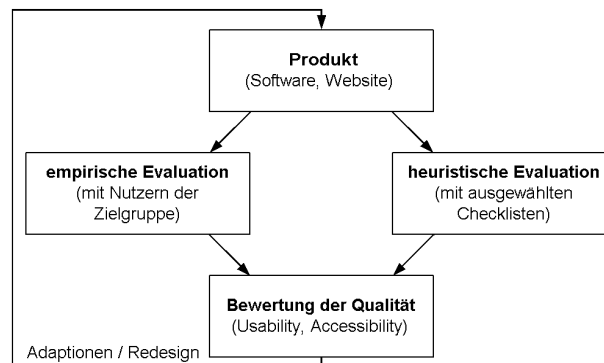 Produkt
(Software, Website)
empirische Evaluation
(mit Nutzern der
Zielgruppe)
heuristische Evaluation
(mit ausgewählten
Checklisten)
Bewertung der Qualität
(Usability, Accessibility)
Adaptionen / Redesign